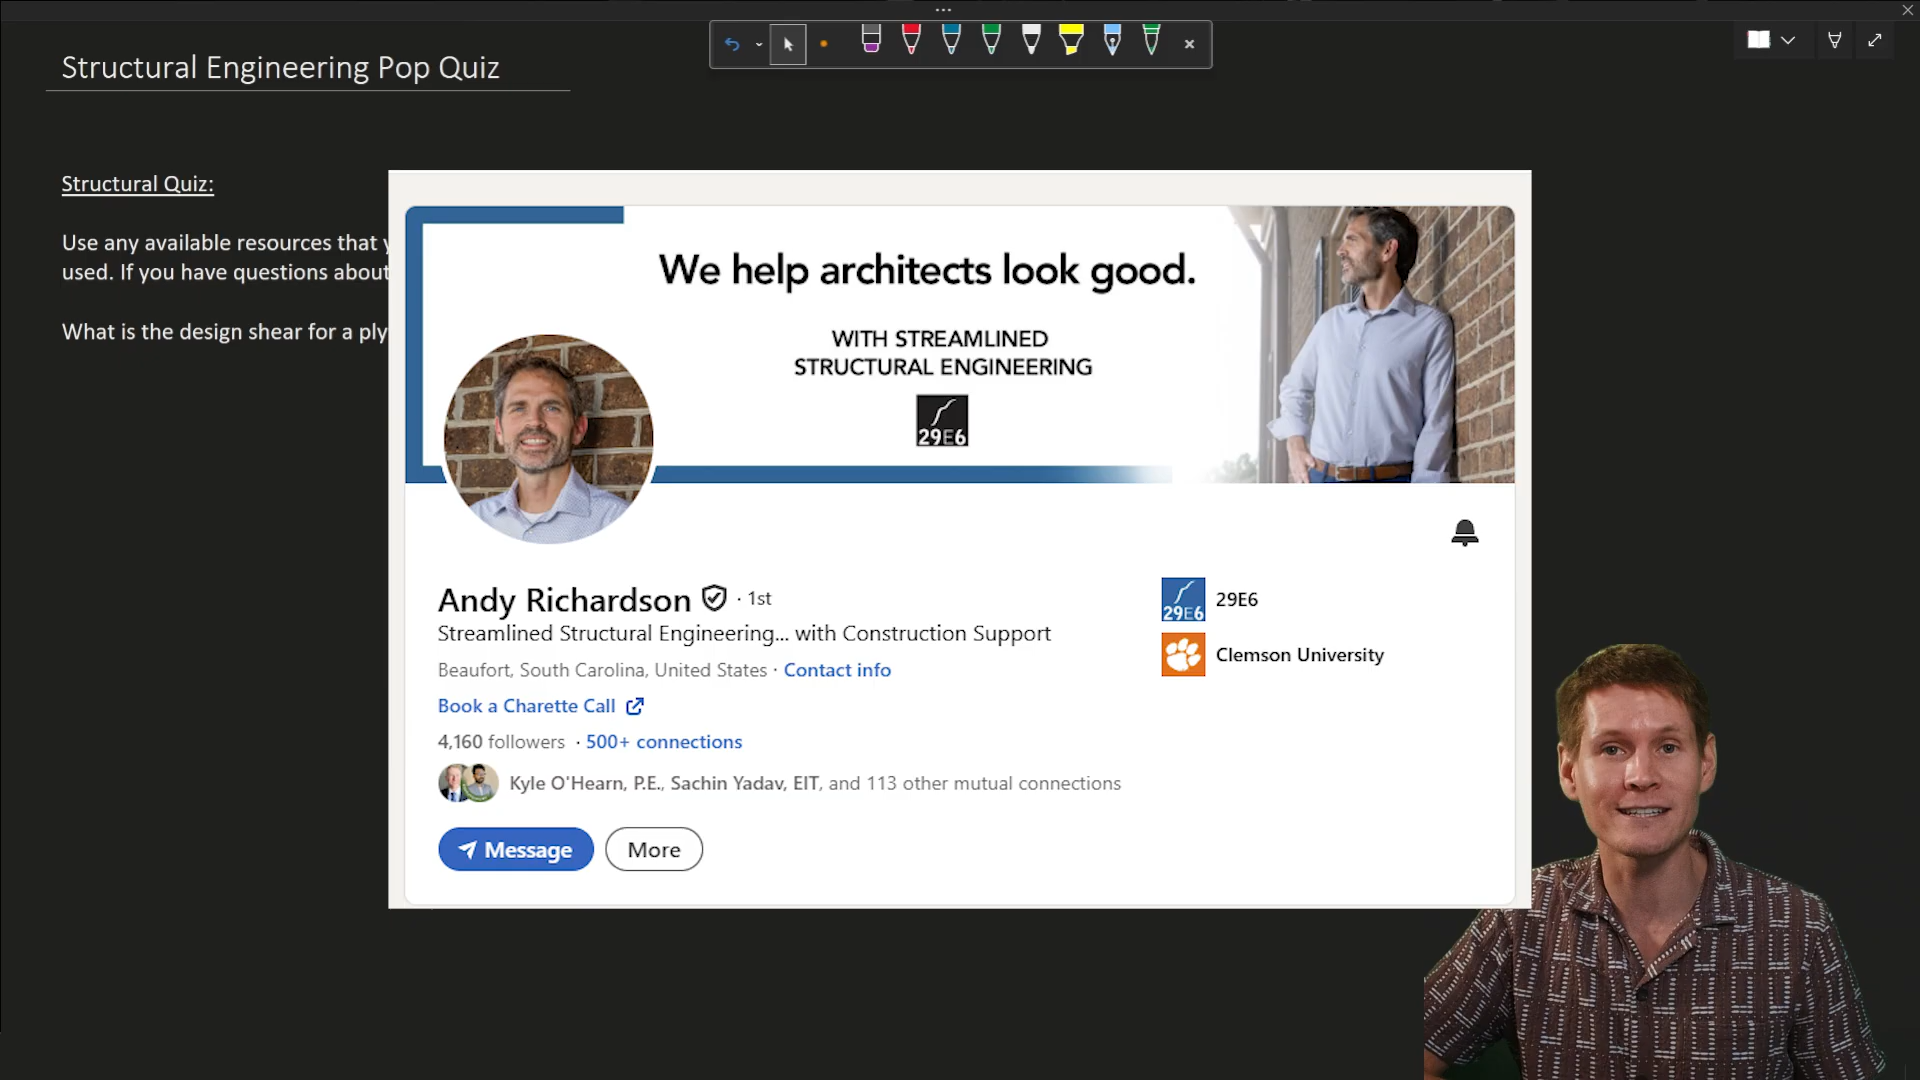 Structural Engineering Pop Quiz
Structural Quiz:
Use any available resources that
used. If you have questions about
What is the design shear for a ply
We help architects look good.
WITH STREAMLINED
STRUCTURAL ENGINEERING
29E6
Andy Richardson · 1st
Streamlined Structural Engineering... with Construction Support
Beaufort, South Carolina, United States · Contact info
Book a Charette Call
4,160 followers · 500+ connections
Kyle O'Hearn, P.E., Sachin Yadav, EIT, and 113 other mutual connections
Message
More
29E6
29E6
Clemson University